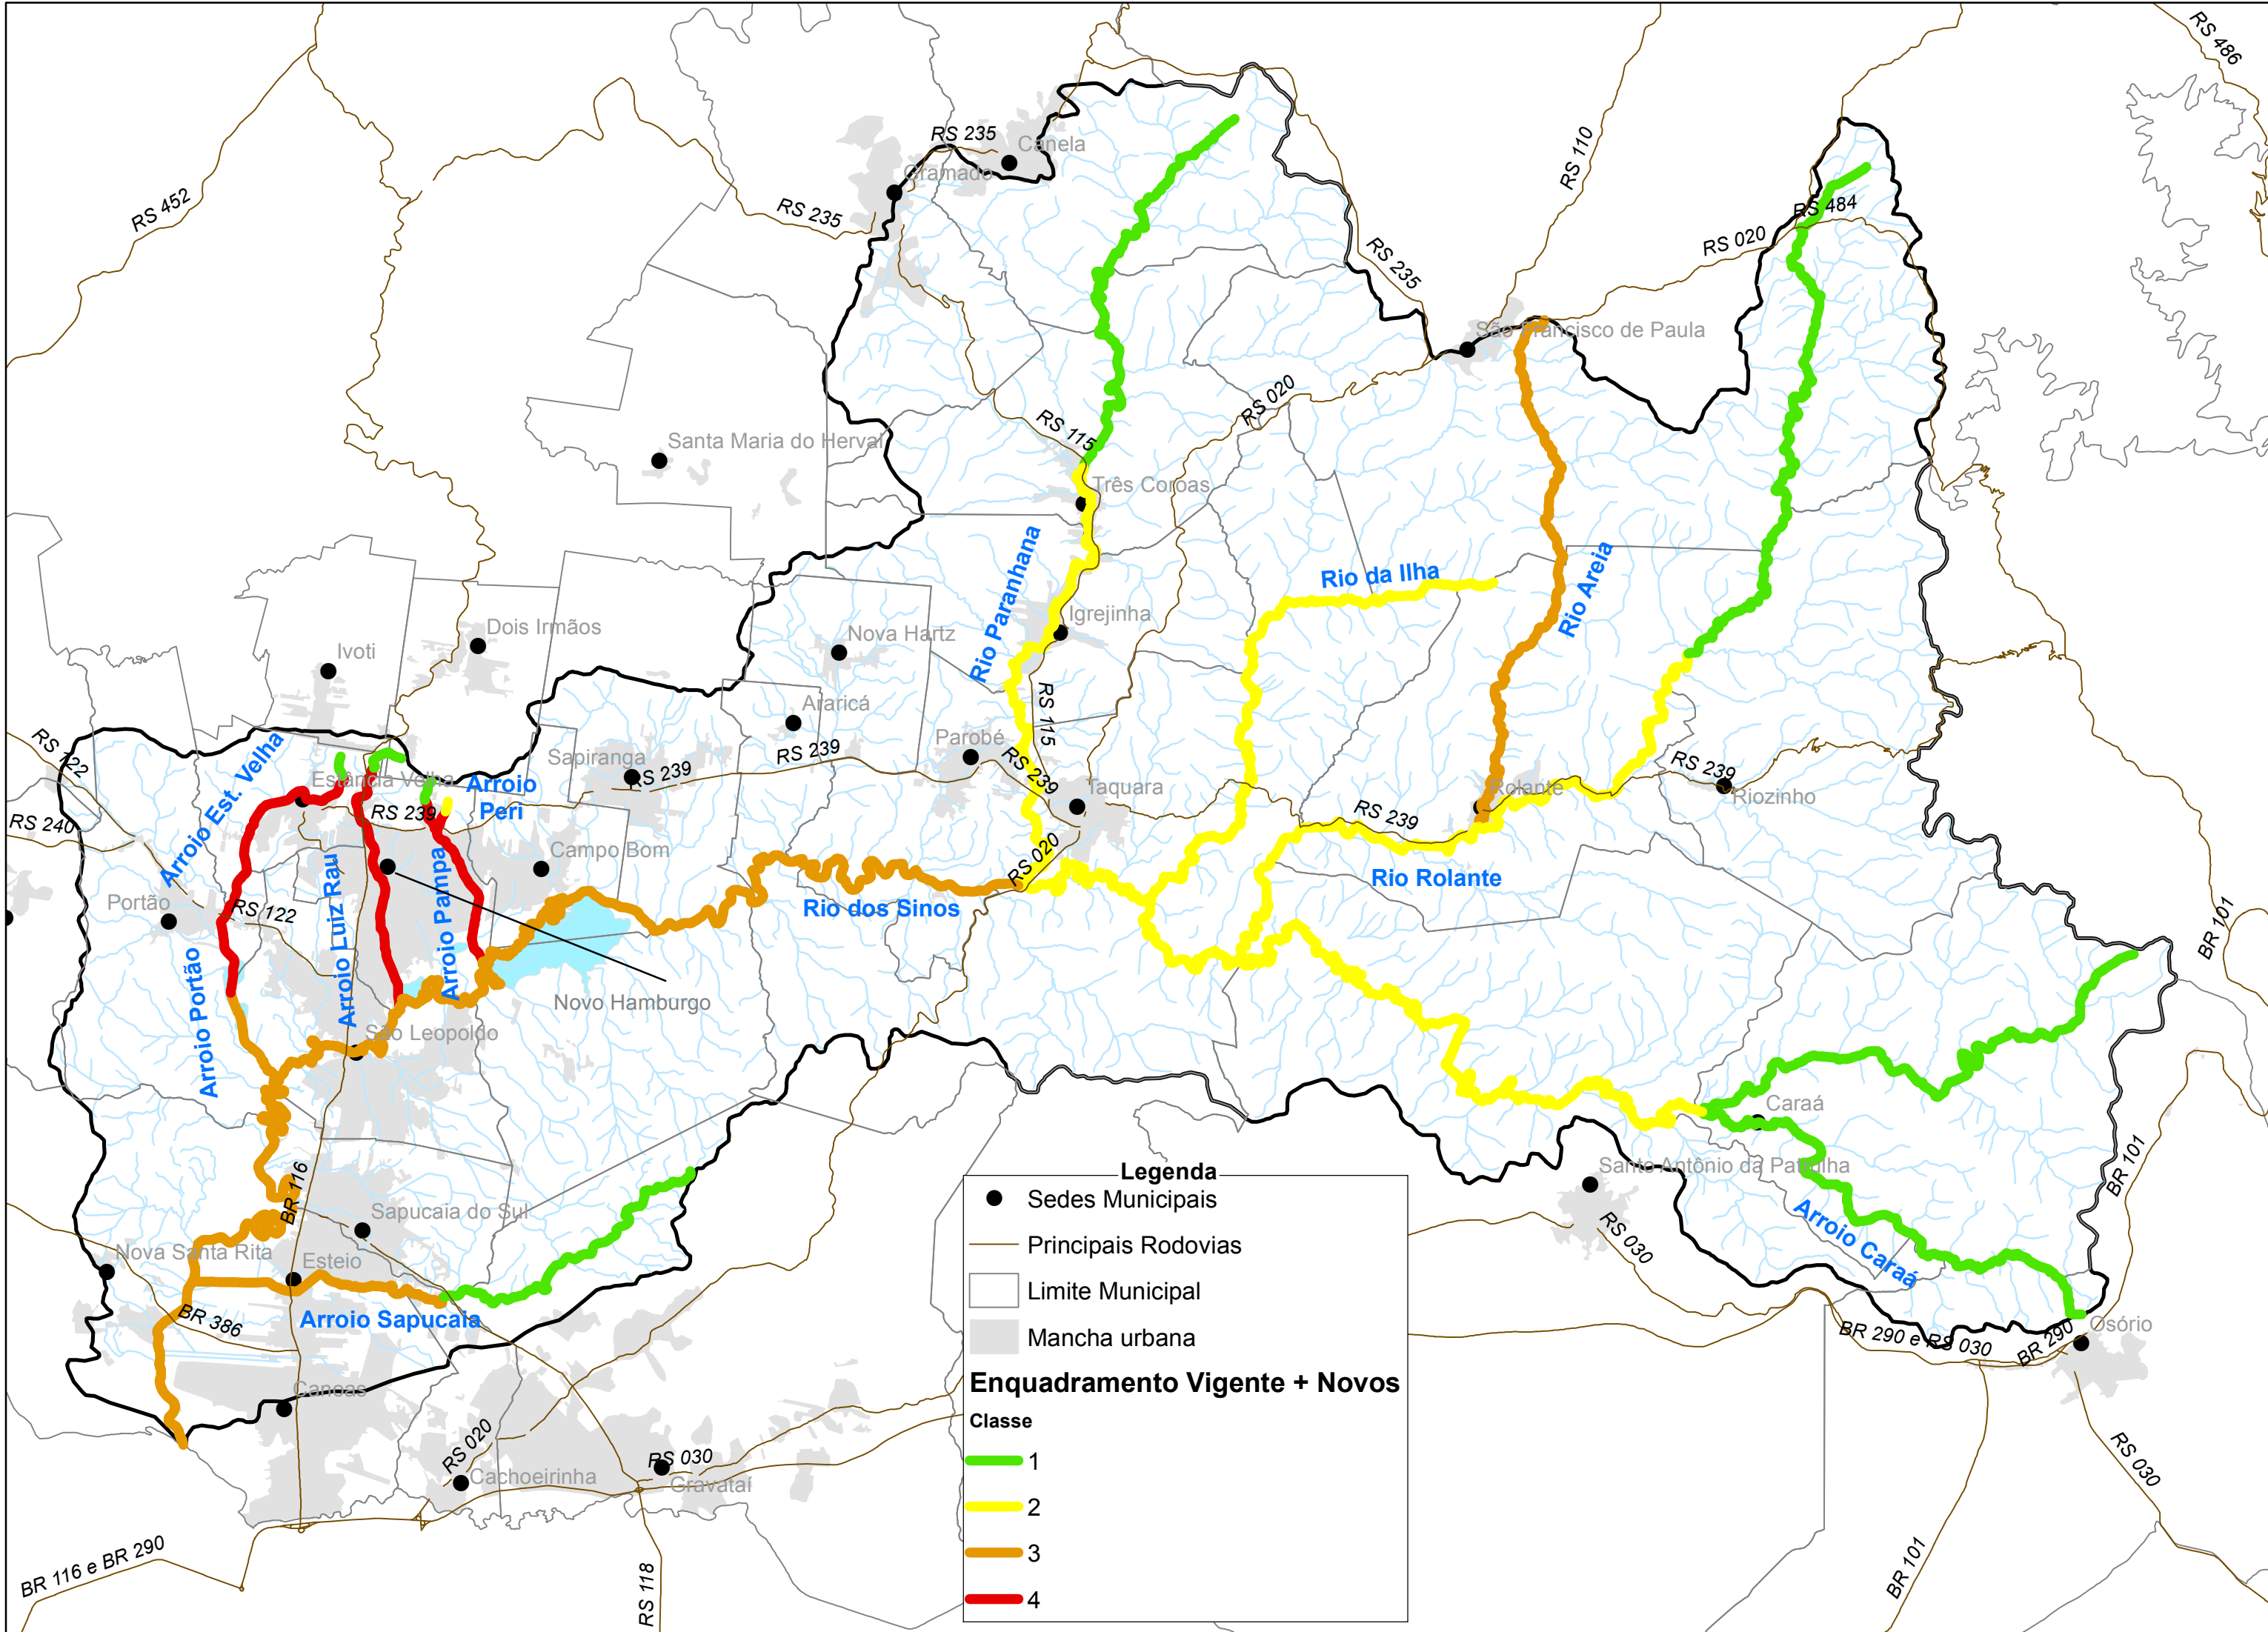 RS 486
RS 235
Canela
RS 110
Gramado
RS 452
RS 235
RS 484
RS 020
RS 235
São Francisco de Paula
RS 020
RS 115
Santa Maria do Herval
Três Coroas
Rio Paranhana
Rio da Ilha
Rio Areia
Igrejinha
Dois Irmãos
Nova Hartz
Ivoti
RS 115
Araricá
RS 122
Arroio Est. Velha
Sapiranga
RS 239
RS 239
Parobé
RS 239
RS 239
Riozinho
Estância Velha
Arroio
Peri
RS 239
Taquara
Rolante
RS 240
RS 239
Campo Bom
RS 020
Rio Rolante
Portão
RS 122
Arroio Luiz Rau
Arroio Pampa
Rio dos Sinos
BR 101
Arroio Portão
Novo Hamburgo
São Leopoldo
Caraá
BR 116
BR 101
Santo Antônio da Patrulha
Sapucaia do Sul
Arroio Caraá
RS 030
Nova Santa Rita
Esteio
BR 386
Arroio Sapucaia
BR 290 e RS 030
BR 290
Osório
Canoas
RS 020
RS 030
Cachoeirinha
Gravataí
RS 030
BR 116 e BR 290
RS 118
BR 101
Legenda
Sedes Municipais
Principais Rodovias
Limite Municipal
Mancha urbana
Enquadramento Vigente + Novos
Classe
1
2
3
4